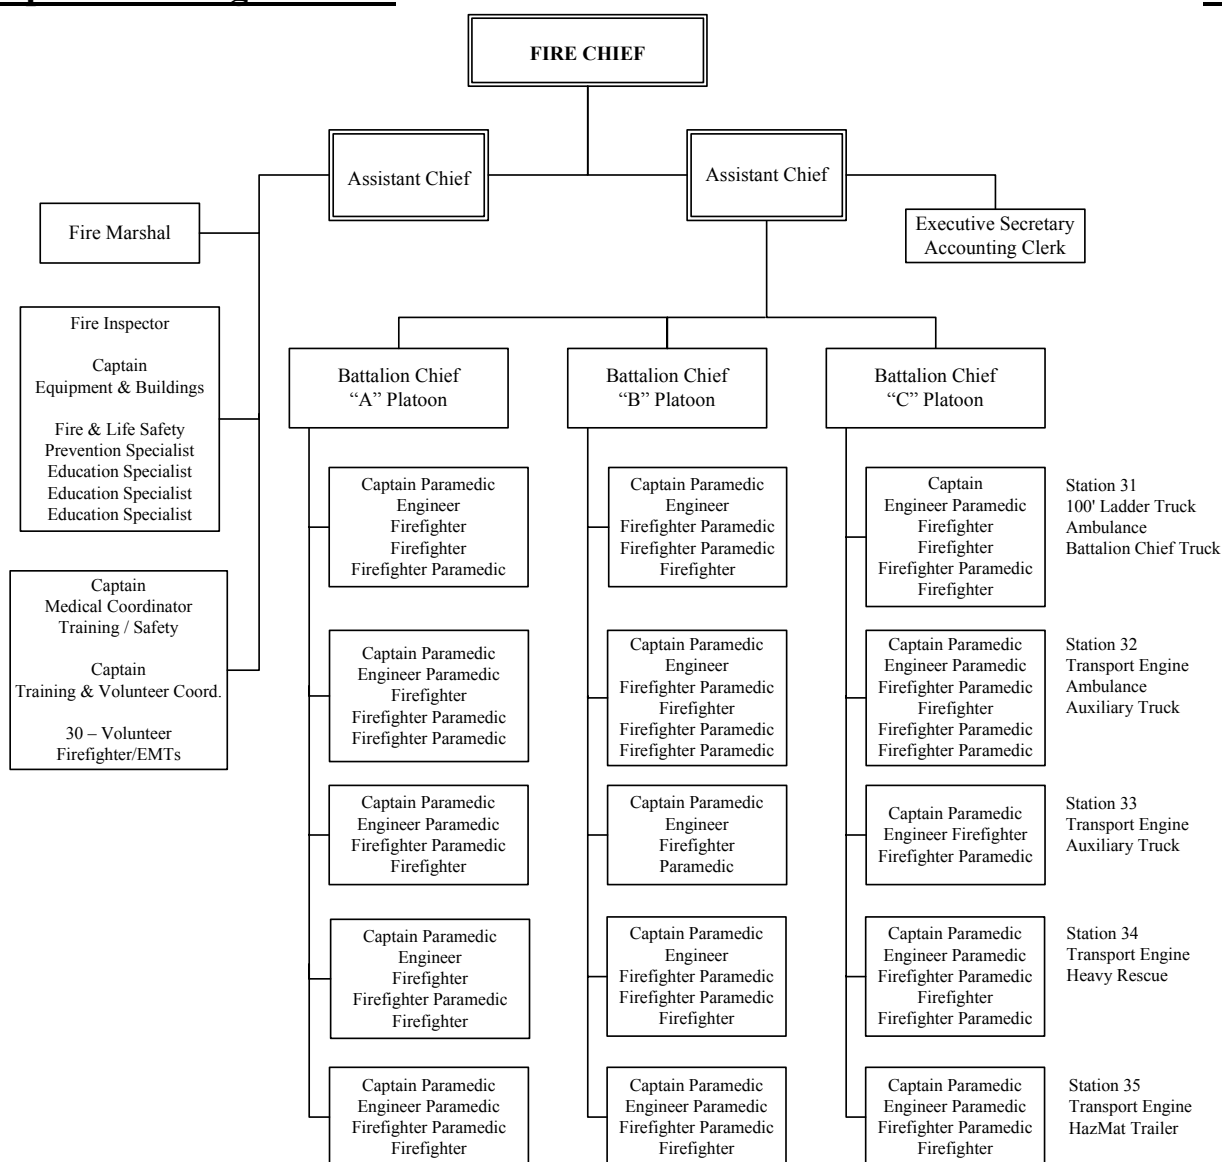 FIRE CHIEF
Assistant Chief
Assistant Chief
Fire Marshal
Executive Secretary
Accounting Clerk
Fire Inspector
Captain
Equipment & Buildings
Fire & Life Safety
Prevention Specialist
Education Specialist
Education Specialist
Education Specialist
Captain
Medical Coordinator
Training / Safety
Captain
Training & Volunteer Coord.
30 – Volunteer
Firefighter/EMTs
Battalion Chief
“A” Platoon
Battalion Chief
“B” Platoon
Battalion Chief
“C” Platoon
Captain Paramedic
Engineer
Firefighter
Firefighter
Firefighter Paramedic
Captain Paramedic
Engineer
Firefighter Paramedic
Firefighter Paramedic
Firefighter
Captain
Engineer Paramedic
Firefighter
Firefighter
Firefighter Paramedic
Firefighter
Station 31
100' Ladder Truck
Ambulance
Battalion Chief Truck
Captain Paramedic
Engineer Paramedic
Firefighter
Firefighter Paramedic
Firefighter Paramedic
Captain Paramedic
Engineer
Firefighter Paramedic
Firefighter
Firefighter Paramedic
Firefighter Paramedic
Captain Paramedic
Engineer Paramedic
Firefighter Paramedic
Firefighter
Firefighter Paramedic
Firefighter Paramedic
Station 32
Transport Engine
Ambulance
Auxiliary Truck
Captain Paramedic
Engineer Paramedic
Firefighter Paramedic
Firefighter
Captain Paramedic
Engineer
Firefighter
Paramedic
Captain Paramedic
Engineer Firefighter
Firefighter Paramedic
Station 33
Transport Engine
Auxiliary Truck
Captain Paramedic
Engineer
Firefighter
Firefighter Paramedic
Firefighter
Captain Paramedic
Engineer
Firefighter Paramedic
Firefighter Paramedic
Firefighter
Captain Paramedic
Engineer Paramedic
Firefighter Paramedic
Firefighter
Firefighter Paramedic
Station 34
Transport Engine
Heavy Rescue
Captain Paramedic
Engineer Paramedic
Firefighter Paramedic
Firefighter
Captain Paramedic
Engineer Paramedic
Firefighter Paramedic
Firefighter
Captain Paramedic
Engineer Paramedic
Firefighter Paramedic
Firefighter
Station 35
Transport Engine
HazMat Trailer